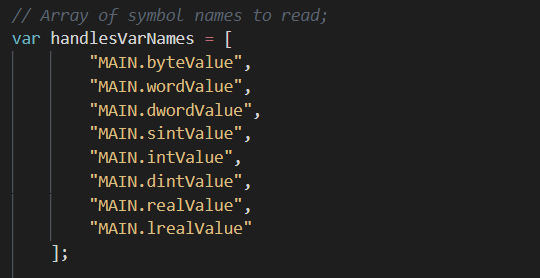 // Array of symbol names to read;
var handlesVarNames = [
"MAIN.byteValue",
"MAIN.wordValue",
"MAIN.dwordValue",
"MAIN.sintValue",
"MAIN.intValue",
"MAIN.dintValue",
"MAIN.realValue",
"MAIN.lrealValue"
];